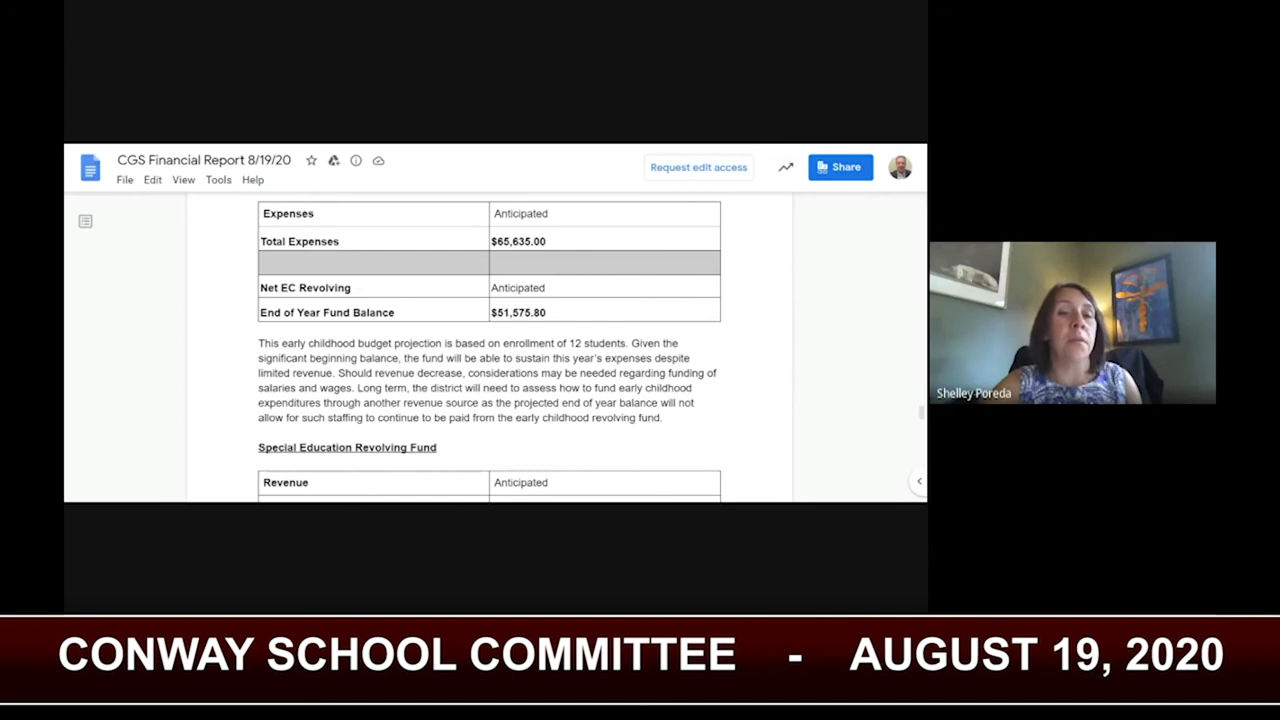 CGS Financial Report 8/19/20
Request edit access
Share
File Edit View Tools Help
Expenses Anticipated
Total Expenses $65,635.00
Net EC Revolving Anticipated
End of Year Fund Balance $51,575.80
This early childhood budget projection is based on enrollment of 12 students. Given the
significant beginning balance, the fund will be able to sustain this year's expenses despite
limited revenue. Should revenue decrease, considerations may be needed regarding funding of
salaries and wages. Long term, the district will need to assess how to fund early childhood
expenditures through another revenue source as the projected end of year balance will not
allow for such staffing to continue to be paid from the early childhood revolving fund.
Special Education Revolving Fund
Revenue Anticipated
Shelley Poreda
CONWAY SCHOOL COMMITTEE - AUGUST 19, 2020